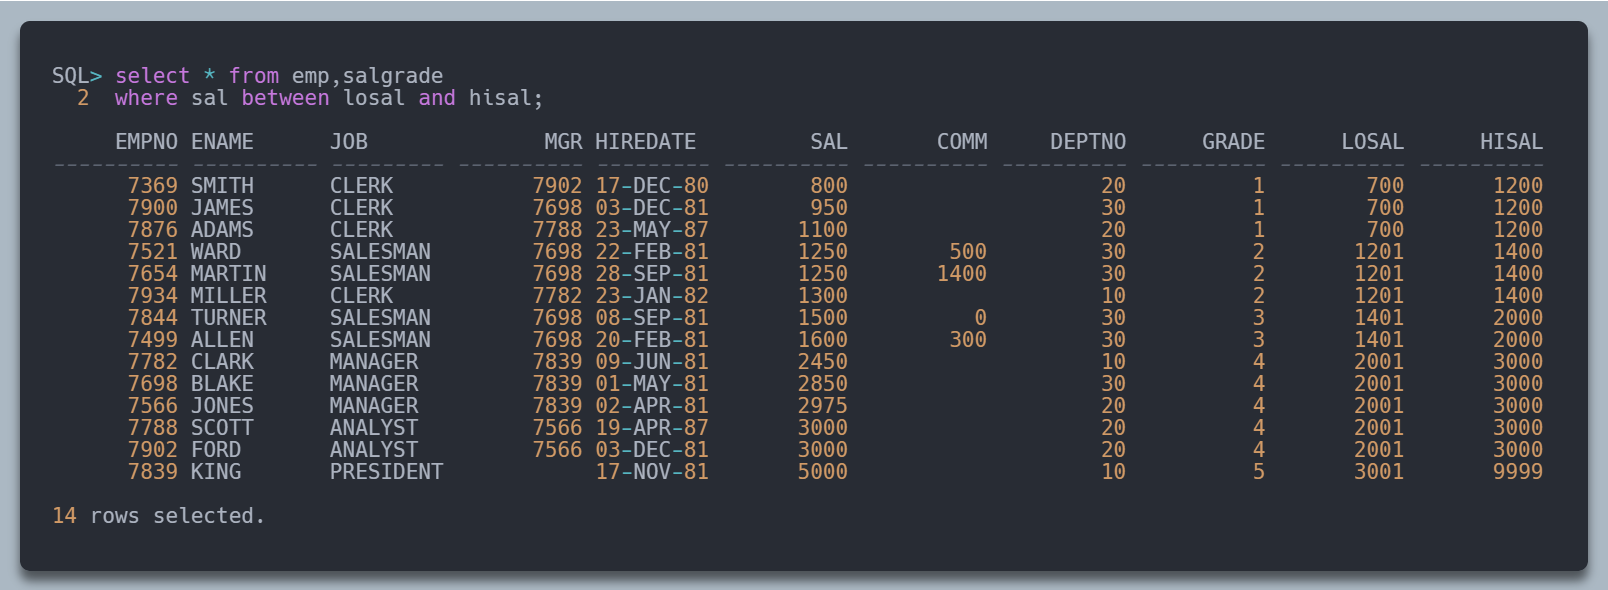 SQL> select * from emp,salgrade
  2  where sal between losal and hisal;

     EMPNO ENAME      JOB              MGR HIREDATE         SAL       COMM     DEPTNO      GRADE      LOSAL      HISAL
---------- ---------- --------- ---------- --------- ---------- ---------- ---------- ---------- ---------- ----------
      7369 SMITH      CLERK           7902 17-DEC-80        800                    20          1        700       1200
      7900 JAMES      CLERK           7698 03-DEC-81        950                    30          1        700       1200
      7876 ADAMS      CLERK           7788 23-MAY-87       1100                    20          1        700       1200
      7521 WARD       SALESMAN        7698 22-FEB-81       1250        500         30          2       1201       1400
      7654 MARTIN     SALESMAN        7698 28-SEP-81       1250       1400         30          2       1201       1400
      7934 MILLER     CLERK           7782 23-JAN-82       1300                    10          2       1201       1400
      7844 TURNER     SALESMAN        7698 08-SEP-81       1500          0         30          3       1401       2000
      7499 ALLEN      SALESMAN        7698 20-FEB-81       1600        300         30          3       1401       2000
      7782 CLARK      MANAGER         7839 09-JUN-81       2450                    10          4       2001       3000
      7698 BLAKE      MANAGER         7839 01-MAY-81       2850                    30          4       2001       3000
      7566 JONES      MANAGER         7839 02-APR-81       2975                    20          4       2001       3000
      7788 SCOTT      ANALYST         7566 19-APR-87       3000                    20          4       2001       3000
      7902 FORD       ANALYST         7566 03-DEC-81       3000                    20          4       2001       3000
      7839 KING       PRESIDENT            17-NOV-81       5000                    10          5       3001       9999

14 rows selected.